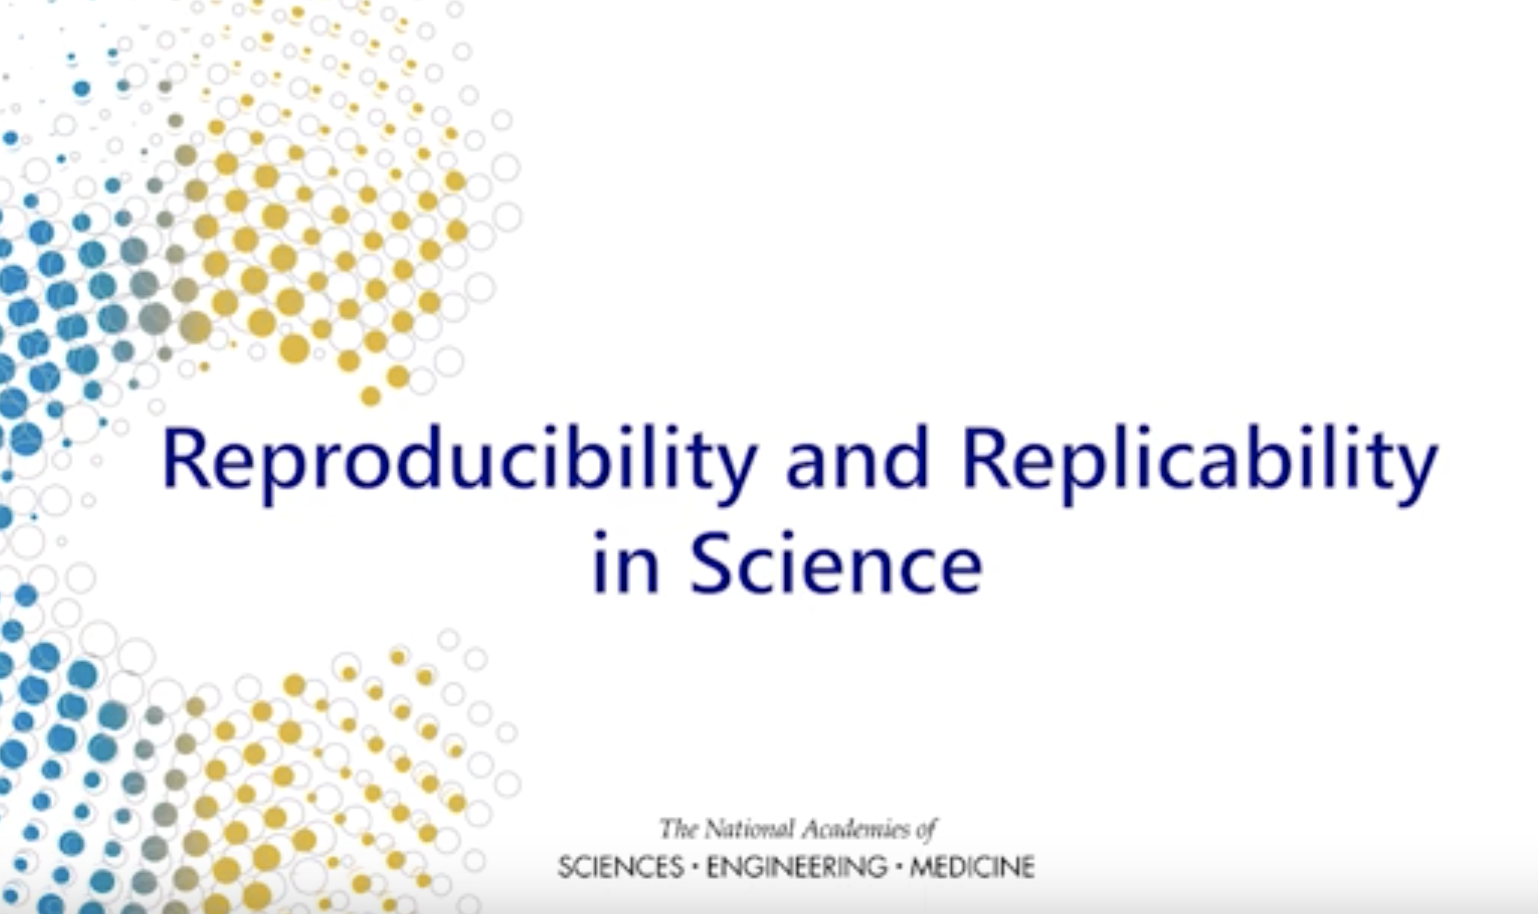 Reproducibility and Replicability
in Science
The National Academies of
SCIENCES · ENGINEERING · MEDICINE